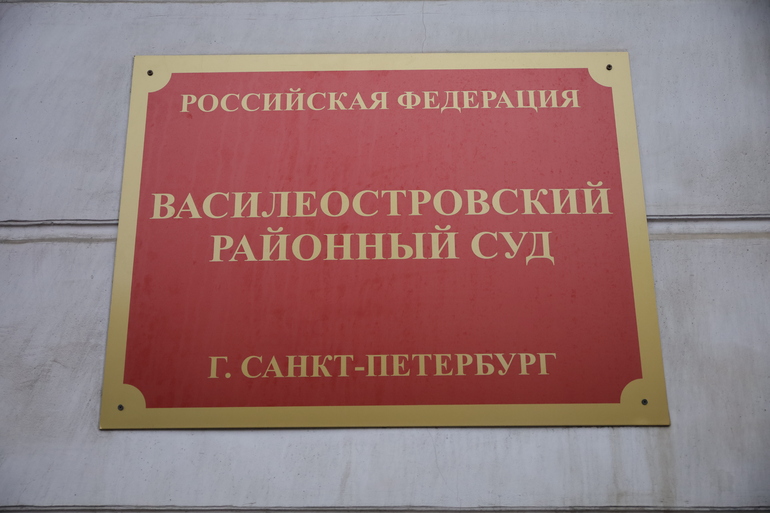 РОССИЙСКАЯ ФЕДЕРАЦИЯ
ВАСИЛЕОСТРОВСКИЙ
РАЙОННЫЙ СУД
Г. САНКТ-ПЕТЕРБУРГ